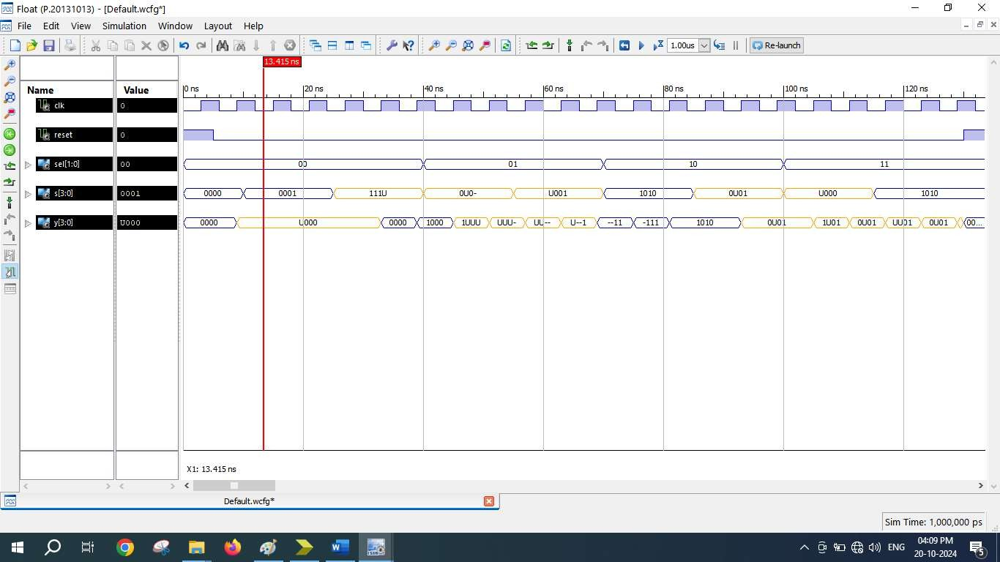 Float (P.20131013) - [Default.wcfg*]
File Edit View Simulation Window Layout Help
1.00us Re-launch
13.415 ns
Name Value
0 ns 20 ns 40 ns 60 ns 80 ns 100 ns 120 ns
clk 0
reset 0
sel[1:0] 00 00 01 10 11
s[3:0] 0001 0000 0001 111U 0U0- U001 1010 0U01 U000 1010
y[3:0] U000 0000 U000 0000 1000 1UUU UUU- UU-- U--1 --11 -111 1010 0U01 1U01 0U01 UU01 0U01 00...
X1: 13.415 ns
Default.wcfg*
Sim Time: 1,000,000 ps
ENG
04:09 PM
20-10-2024
5